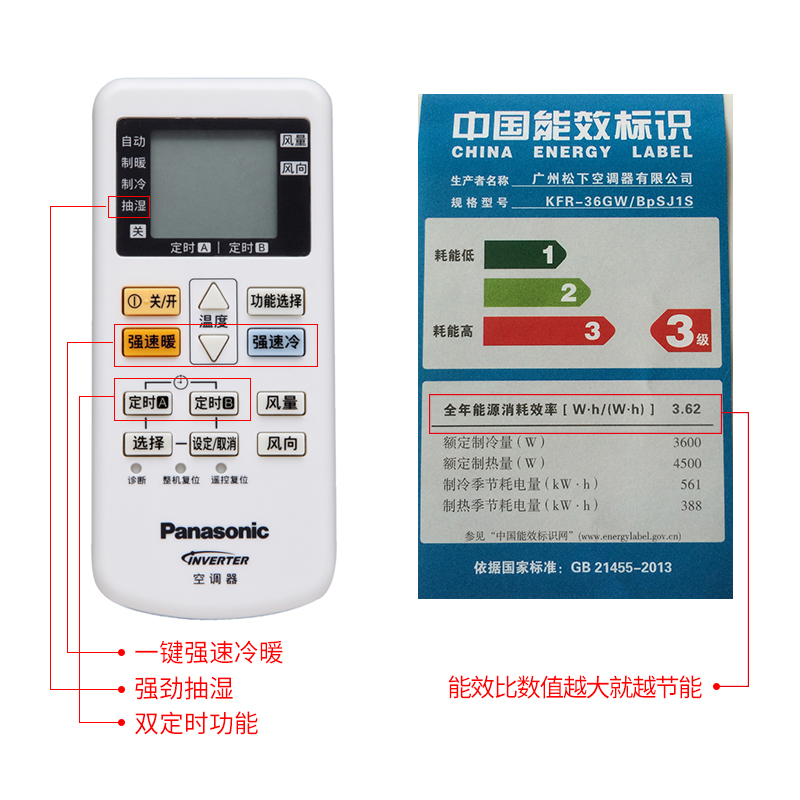 自动
制暖
制冷
抽湿
关
风量
风向
定时A | 定时B
关/开
温度
功能选择
强速暖
强速冷
定时A
定时B
风量
选择
设定/取消
风向
诊断
整机复位
遥控复位
Panasonic
INVERTER
空调器
一键强速冷暖
强劲抽湿
双定时功能
中国能效标识
CHINA ENERGY LABEL
生产者名称 广州松下空调器有限公司
规格型号 KFR-36GW/BpSJ1S
耗能低
1
2
耗能高
3
3级
全年能源消耗效率[W·h/(W·h)] 3.62
额定制冷量(W) 3600
额定制热量(W) 4500
制冷季节耗电量(kW·h) 561
制热季节耗电量(kW·h) 388
参见“中国能效标识网”(www.energylabel.gov.cn)
依据国家标准：GB 21455-2013
能效比数值越大就越节能